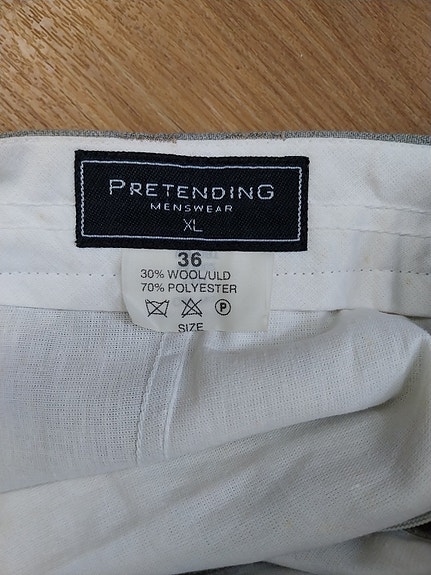 PRETENDING
MENSWEAR
XL
36
30% WOOL/ULD
70% POLYESTER
P
SIZE